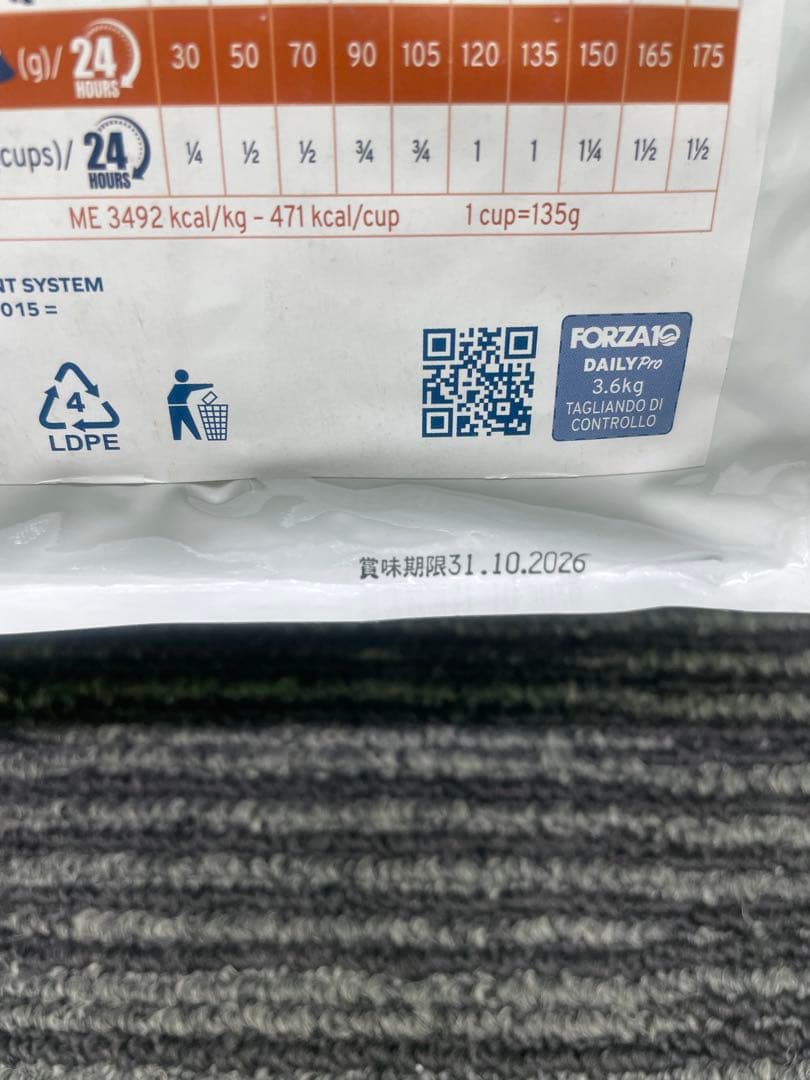 (g)/ 24 HOURS 30 50 70 90 105 120 135 150 165 175
cups)/ 24 HOURS ¼ ½ ½ ¾ ¾ 1 1 1¼ 1½ 1½
ME 3492 kcal/kg – 471 kcal/cup 1 cup=135g
NT SYSTEM
015 =
4
LDPE
FORZA10
DAILY Pro
3.6kg
TAGLIANDO DI
CONTROLLO
賞味期限31.10.2026